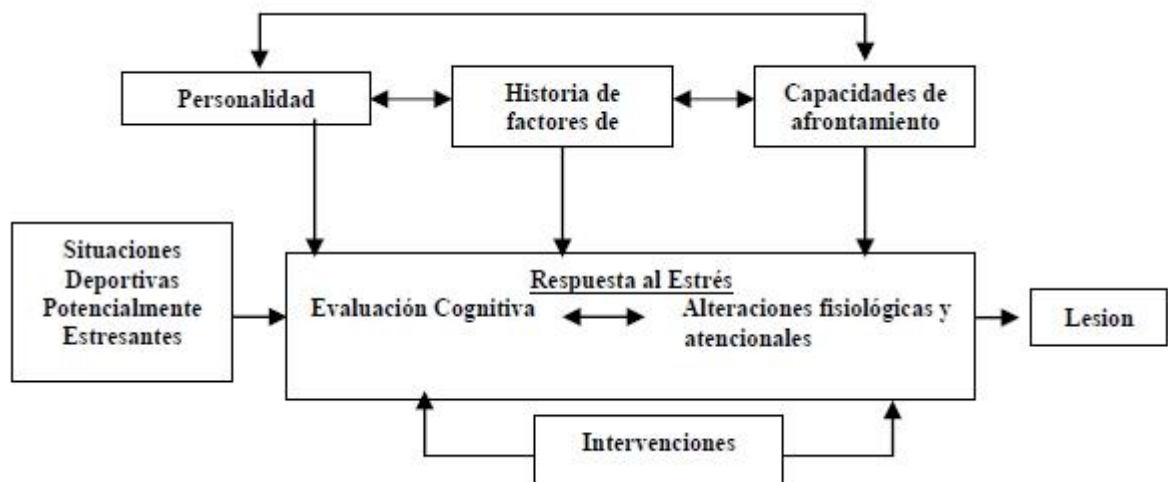 Personalidad
Historia de
factores de
Capacidades de
afrontamiento
Situaciones
Deportivas
Potencialmente
Estresantes
Respuesta al Estrés
Evaluación Cognitiva
Alteraciones fisiológicas y
atencionales
Lesion
Intervenciones